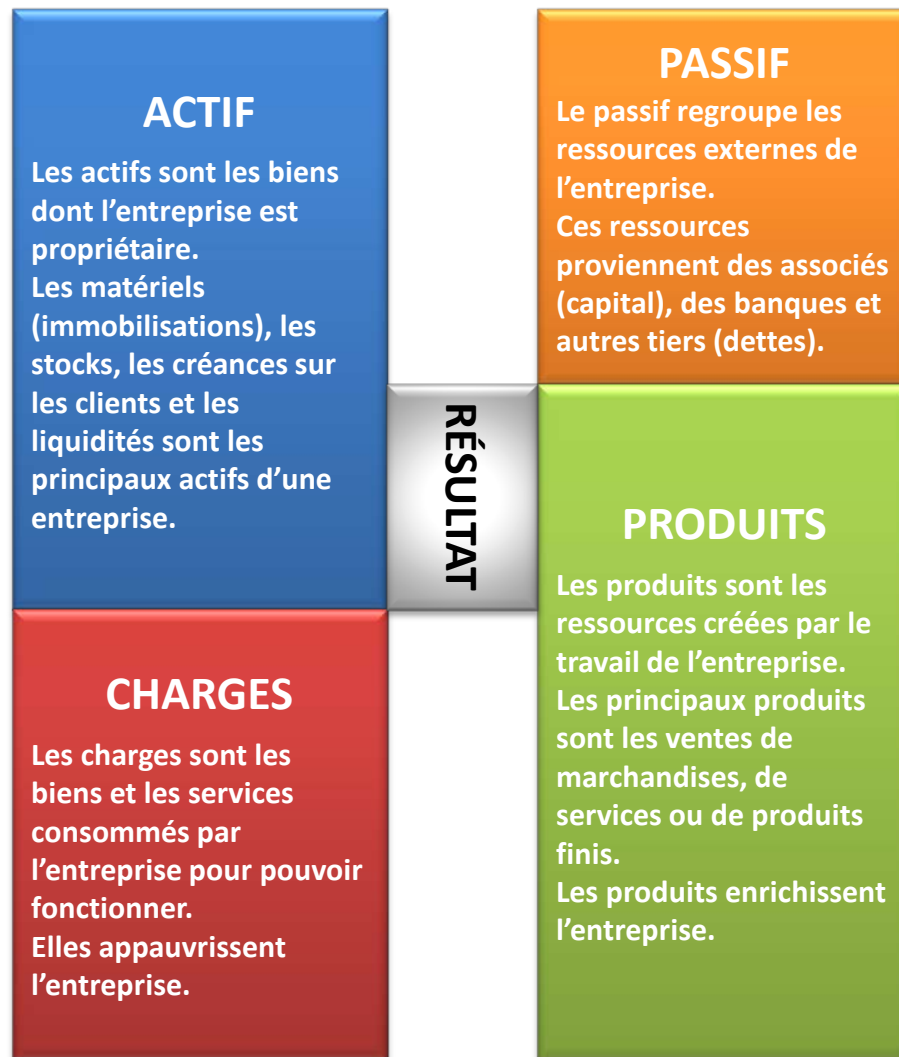 ACTIF
Les actifs sont les biens
dont l’entreprise est
propriétaire.
Les matériels
(immobilisations), les
stocks, les créances sur
les clients et les
liquidités sont les
principaux actifs d’une
entreprise.
PASSIF
Le passif regroupe les
ressources externes de
l’entreprise.
Ces ressources
proviennent des associés
(capital), des banques et
autres tiers (dettes).
RÉSULTAT
CHARGES
Les charges sont les
biens et les services
consommés par
l’entreprise pour pouvoir
fonctionner.
Elles appauvrissent
l’entreprise.
PRODUITS
Les produits sont les
ressources créées par le
travail de l’entreprise.
Les principaux produits
sont les ventes de
marchandises, de
services ou de produits
finis.
Les produits enrichissent
l’entreprise.